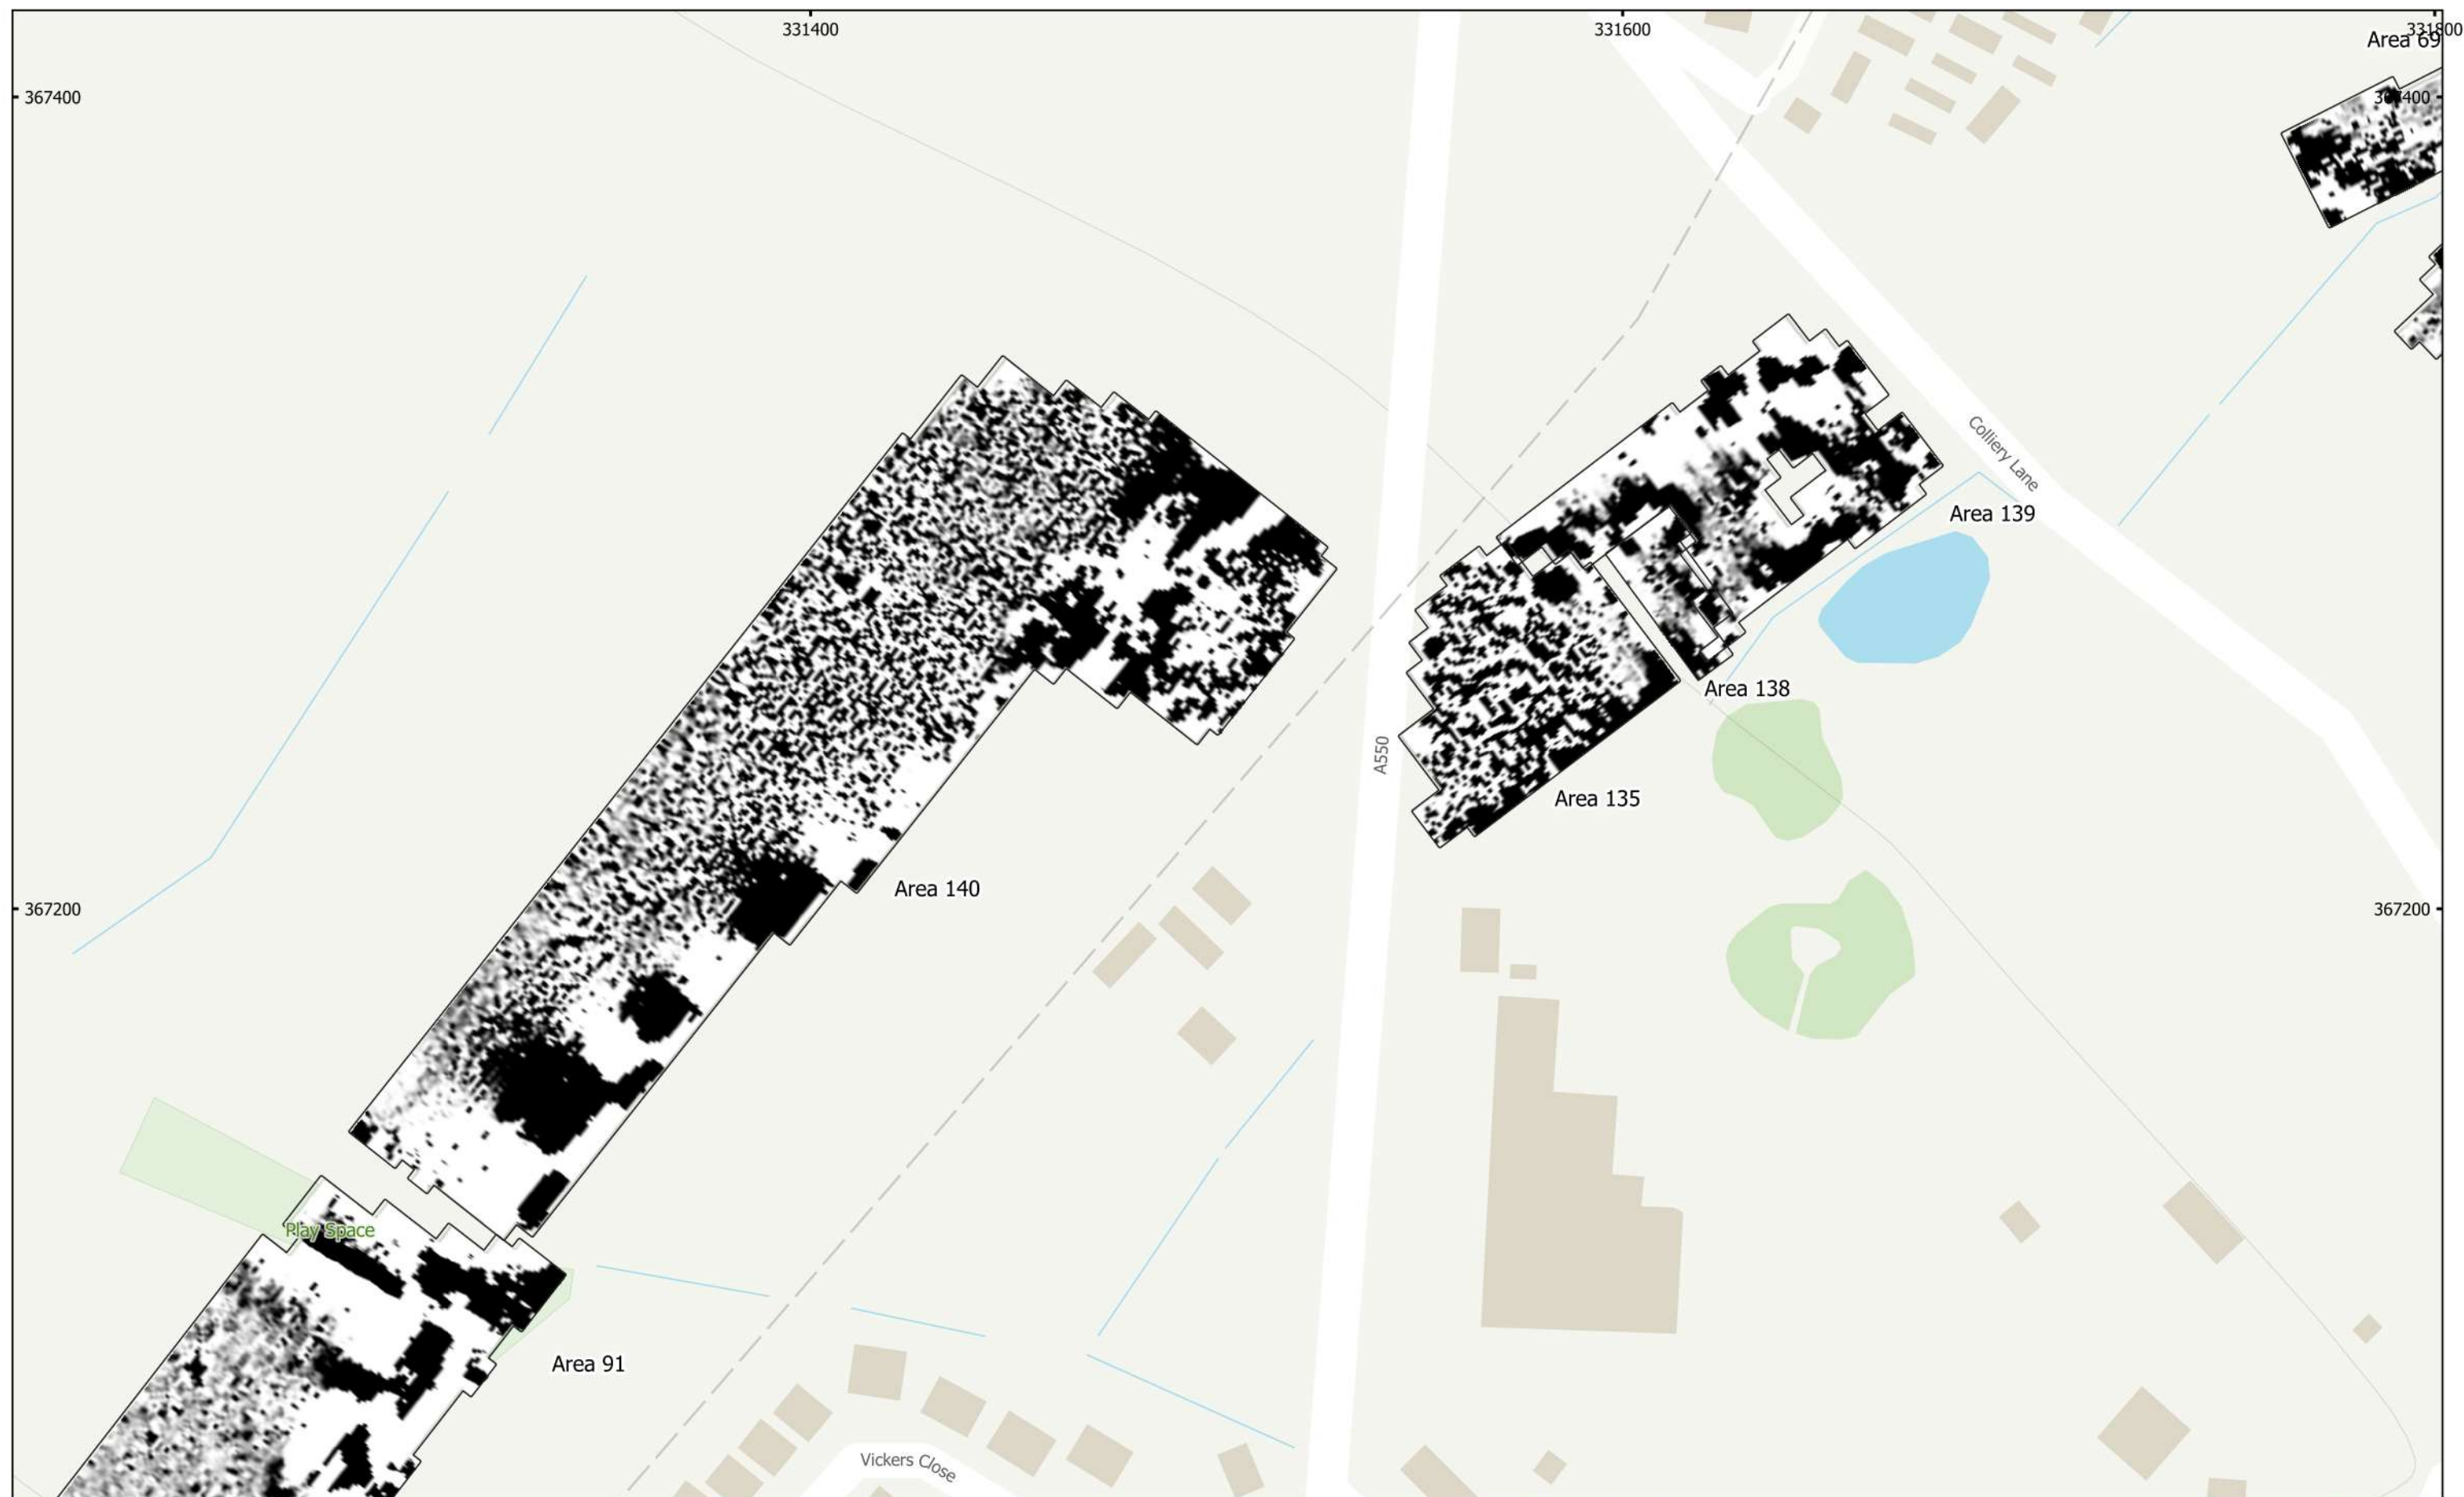 331400
331600
331800
Area 69
367400
367400
Colliery Lane
Area 139
Area 138
A550
Area 135
Area 140
367200
367200
Play Space
Area 91
Vickers Close